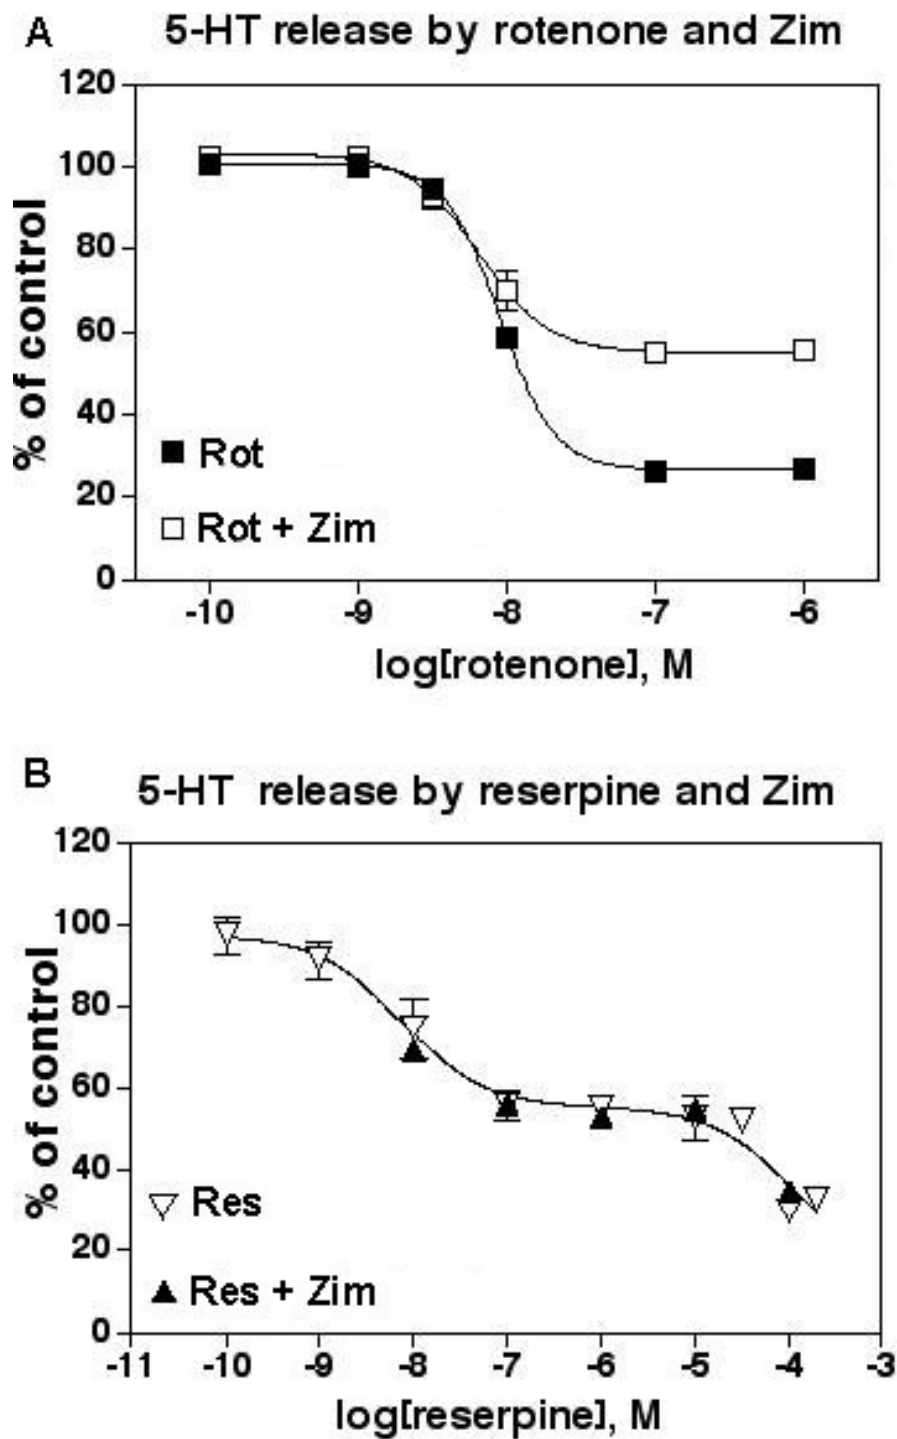 A
5-HT release by rotenone and Zim
120
100
80
60
40
20
0
% of control
Rot
Rot + Zim
-10 -9 -8 -7 -6
log[rotenone], M
B
5-HT release by reserpine and Zim
120
100
80
60
40
20
0
% of control
Res
Res + Zim
-11 -10 -9 -8 -7 -6 -5 -4 -3
log[reserpine], M